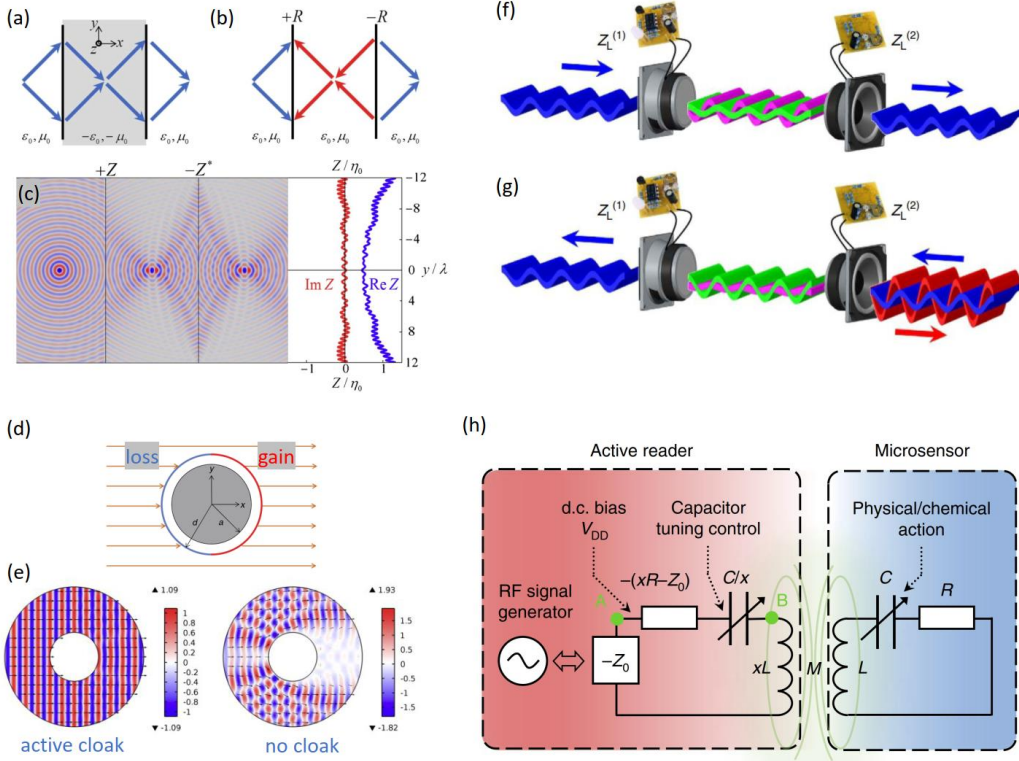 (a)
y
z
x
ε₀, μ₀
−ε₀, −μ₀
ε₀, μ₀
(b)
+R
−R
ε₀, μ₀
ε₀, μ₀
ε₀, μ₀
(c)
+Z
−Z*
Z / η₀
-12
-8
-4
0
y / λ
4
8
12
Im Z
Re Z
-1
0
1
Z / η₀
(d)
loss
gain
y
x
d
a
(e)
▲ 1.09
1
0.8
0.6
0.4
0.2
0
-0.2
-0.4
-0.6
-0.8
-1
▼ -1.09
active cloak
▲ 1.93
1.5
1
0.5
0
-0.5
-1
-1.5
▼ -1.82
no cloak
(f)
Z_L^(1)
Z_L^(2)
(g)
Z_L^(1)
Z_L^(2)
(h)
Active reader
Microsensor
d.c. bias
V_DD
Capacitor
tuning control
Physical/chemical
action
−(xR−Z₀)
C/x
C
R
RF signal
generator
A
B
−Z₀
xL
M
L